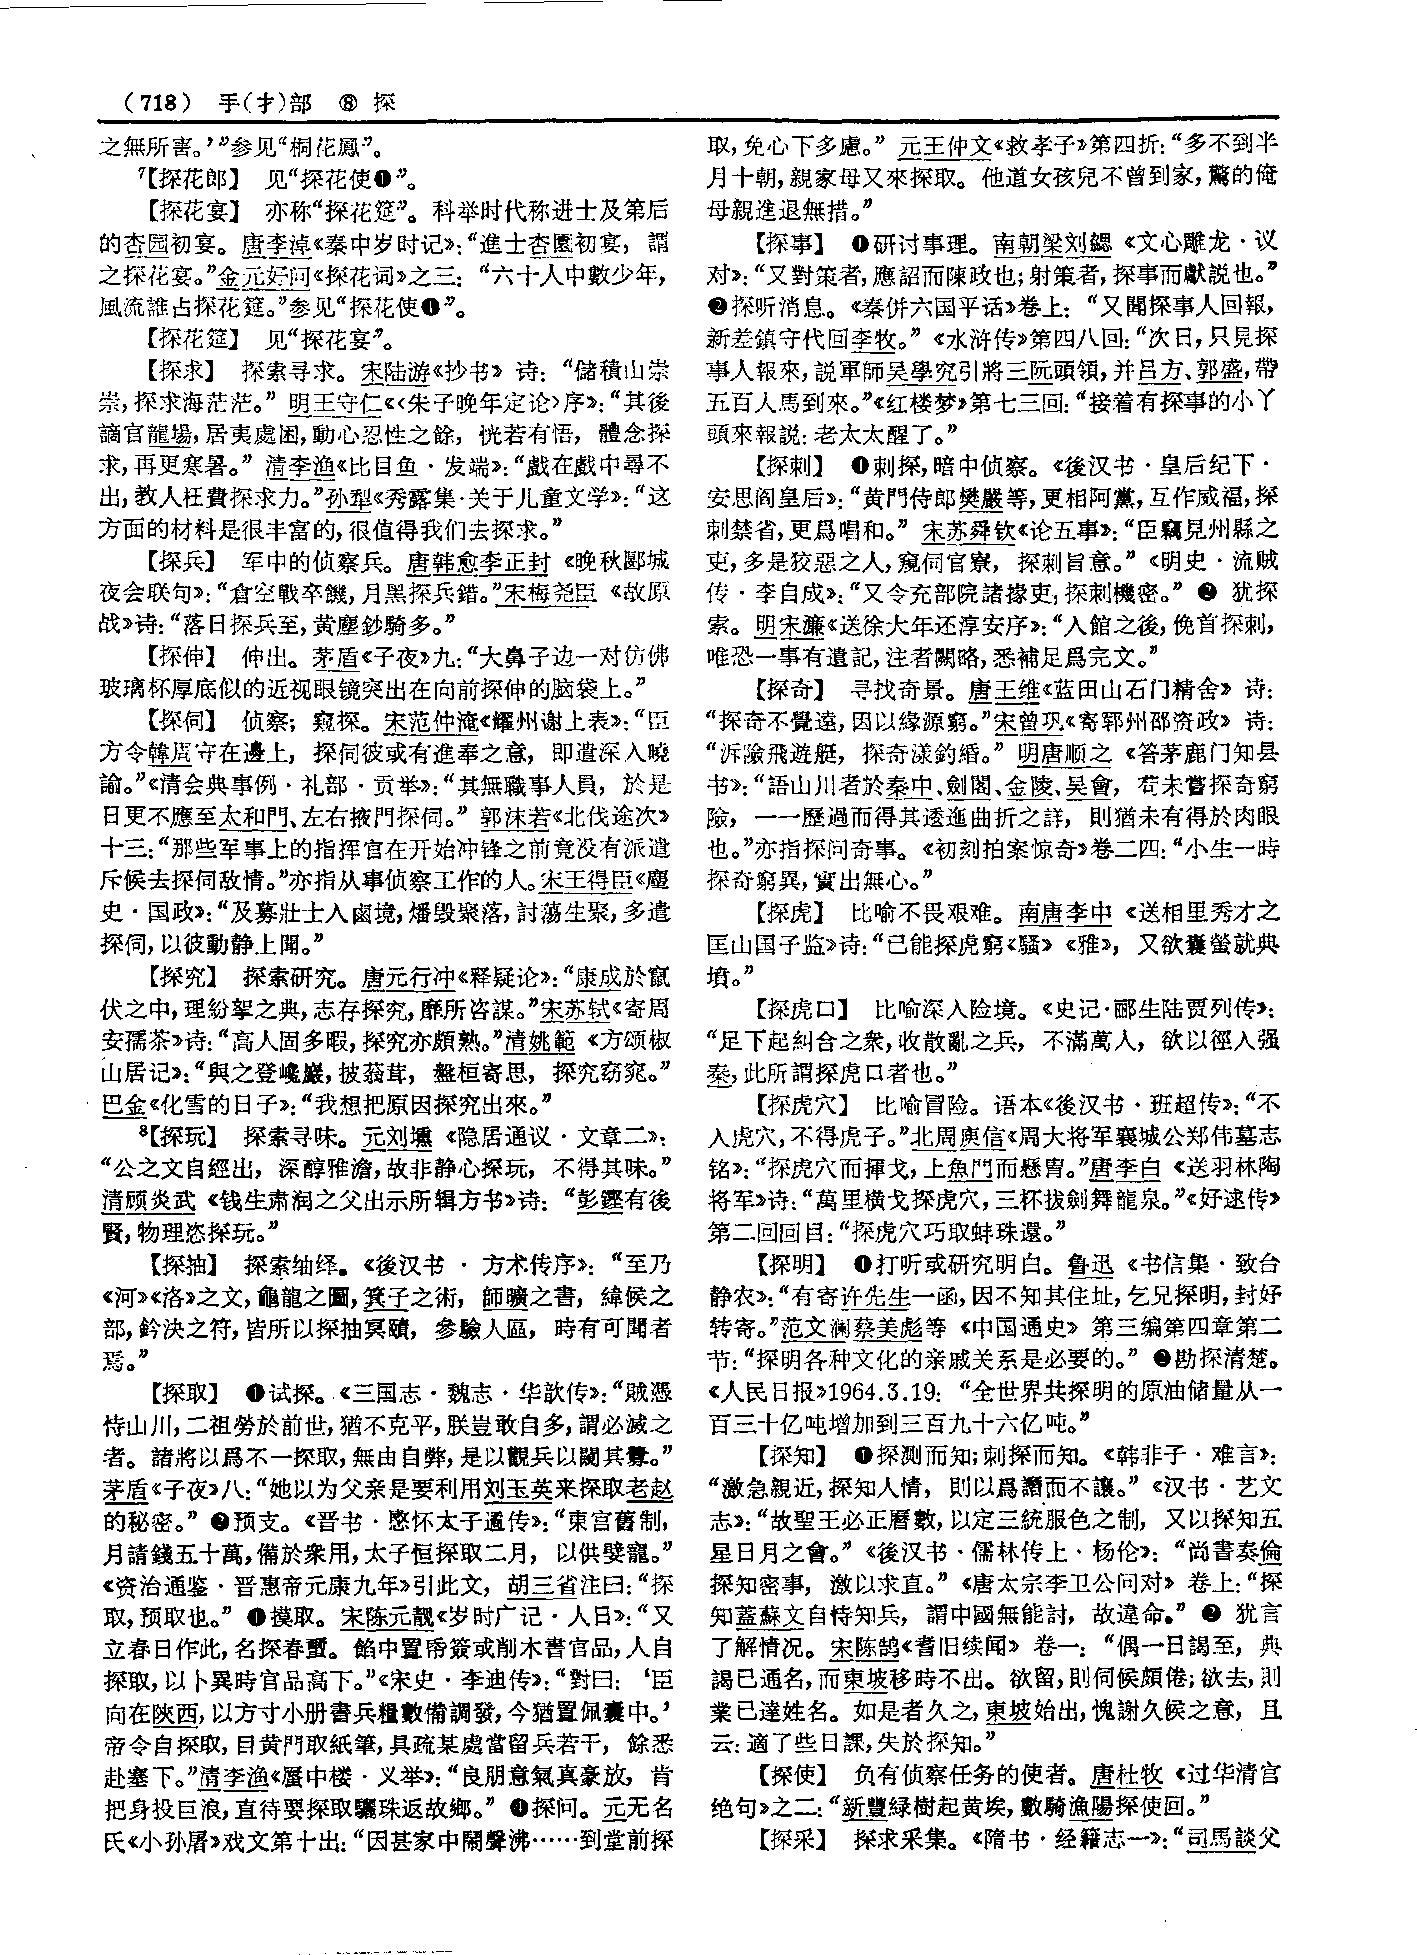 （718） 手(扌)部 ⑧ 探
之無所害。’”参见“桐花鳳”。
⁷【探花郎】 见“探花使❶”。
【探花宴】 亦称“探花筵”。科举时代称进士及第后
的杏园初宴。唐李淖《秦中岁时记》：“進士杏園初宴，謂
之探花宴。”金元好问《探花词》之三：“六十人中數少年，
風流誰占探花筵。”参见“探花使❶”。
【探花筵】 见“探花宴”。
【探求】 探索寻求。宋陆游《抄书》诗：“儲積山崇
崇，探求海茫茫。”明王守仁《〈朱子晚年定论〉序》：“其後
謫官龍場，居夷處困，動心忍性之餘，恍若有悟，體念探
求，再更寒暑。”清李渔《比目鱼·发端》：“戲在戲中尋不
出，教人枉費探求力。”孙犁《秀露集·关于儿童文学》：“这
方面的材料是很丰富的，很值得我们去探求。”
【探兵】 军中的侦察兵。唐韩愈李正封《晚秋郾城
夜会联句》：“倉空戰卒饑，月黑探兵錯。”宋梅尧臣《故原
战》诗：“落日探兵至，黄塵鈔騎多。”
【探伸】 伸出。茅盾《子夜》九：“大鼻子边一对仿佛
玻璃杯厚底似的近视眼镜突出在向前探伸的脑袋上。”
【探伺】 侦察；窥探。宋范仲淹《耀州谢上表》：“臣
方令韓周守在邊上，探伺彼或有進奉之意，即遣深入曉
諭。”《清会典事例·礼部·贡举》：“其無職事人員，於是
日更不應至太和門、左右掖門探伺。”郭沫若《北伐途次》
十三：“那些军事上的指挥官在开始冲锋之前竟没有派遣
斥候去探伺敌情。”亦指从事侦察工作的人。宋王得臣《麈
史·国政》：“及募壯士入鹵境，燔毀聚落，討蕩生聚，多遣
探伺，以彼動静上聞。”
【探究】 探索研究。唐元行冲《释疑论》：“康成於竄
伏之中，理紛挐之典，志存探究，靡所咨謀。”宋苏轼《寄周
安孺茶》诗：“高人固多暇，探究亦頗熟。”清姚範《方颂椒
山居记》：“與之登巉巖，披蓊茸，盤桓寄思，探究窈窕。”
巴金《化雪的日子》：“我想把原因探究出來。”
⁸【探玩】 探索寻味。元刘壎《隐居通议·文章二》：
“公之文自經出，深醇雅澹，故非静心探玩，不得其味。”
清顾炎武《钱生肃润之父出示所辑方书》诗：“彭鏗有後
賢，物理恣探玩。”
【探抽】 探索䌷绎。《後汉书·方术传序》：“至乃
《河》《洛》之文，龜龍之圖，箕子之術，師曠之書，緯候之
部，鈐決之符，皆所以探抽冥賾，參驗人區，時有可聞者
焉。”
【探取】 ❶试探。《三国志·魏志·华歆传》：“賊憑
恃山川，二祖勞於前世，猶不克平，朕豈敢自多，謂必滅之
者。諸將以爲不一探取，無由自弊，是以觀兵以闚其釁。”
茅盾《子夜》八：“她以为父亲是要利用刘玉英来探取老赵
的秘密。”❷预支。《晋书·愍怀太子遹传》：“東宫舊制，
月請錢五十萬，備於衆用，太子恒探取二月，以供嬖寵。”
《资治通鉴·晋惠帝元康九年》引此文，胡三省注曰：“探
取，预取也。”❸摸取。宋陈元靓《岁时广记·人日》：“又
立春日作此，名探春蠒。餡中置帋簽或削木書官品，人自
探取，以卜異時官品高下。”《宋史·李迪传》：“對曰：‘臣
向在陜西，以方寸小册書兵糧數備調發，今猶置佩囊中。’
帝令自探取，目黄門取紙筆，具疏某處當留兵若干，餘悉
赴塞下。”清李渔《蜃中楼·义举》：“良朋意氣真豪放，肯
把身投巨浪，直待要探取驪珠返故鄉。”❹探问。元无名
氏《小孙屠》戏文第十出：“因甚家中鬧聲沸……到堂前探
取，免心下多慮。”元王仲文《救孝子》第四折：“多不到半
月十朝，親家母又來探取。他道女孩兒不曾到家，驚的俺
母親進退無措。”
【探事】 ❶研讨事理。南朝梁刘勰《文心雕龙·议
对》：“又對策者，應詔而陳政也；射策者，探事而獻説也。”
❷探听消息。《秦併六国平话》卷上：“又聞探事人回報，
新差鎮守代回李牧。”《水浒传》第四八回：“次日，只見探
事人報來，説軍師吴學究引將三阮頭領，并吕方、郭盛，帶
五百人馬到來。”《红楼梦》第七三回：“接着有探事的小丫
頭來報説：老太太醒了。”
【探刺】 ❶刺探，暗中侦察。《後汉书·皇后纪下·
安思阎皇后》：“黄門侍郎樊嚴等，更相阿黨，互作威福，探
刺禁省，更爲唱和。”宋苏舜钦《论五事》：“臣竊見州縣之
吏，多是狡惡之人，窺伺官寮，探刺旨意。”《明史·流贼
传·李自成》：“又令充部院諸掾吏，探刺機密。”❷犹探
索。明宋濂《送徐大年还淳安序》：“入館之後，俛首探刺，
唯恐一事有遺記，注者闕略，悉補足爲完文。”
【探奇】 寻找奇景。唐王维《蓝田山石门精舍》诗：
“探奇不覺遠，因以緣源窮。”宋曾巩《寄郓州邵资政》诗：
“泝險飛遊艇，探奇漾釣緡。”明唐顺之《答茅鹿门知县
书》：“語山川者於秦中、劍閣、金陵、吴會，苟未嘗探奇窮
險，一一歷過而得其透迤曲折之詳，則猶未有得於肉眼
也。”亦指探问奇事。《初刻拍案惊奇》卷二四：“小生一時
探奇窮異，實出無心。”
【探虎】 比喻不畏艰难。南唐李中《送相里秀才之
匡山国子监》诗：“已能探虎窮《騷》《雅》，又欲囊螢就典
墳。”
【探虎口】 比喻深入险境。《史记·郦生陆贾列传》：
“足下起糾合之衆，收散亂之兵，不滿萬人，欲以徑入强
秦，此所謂探虎口者也。”
【探虎穴】 比喻冒险。语本《後汉书·班超传》：“不
入虎穴，不得虎子。”北周庾信《周大将军襄城公郑伟墓志
铭》：“探虎穴而揮戈，上魚門而懸胄。”唐李白《送羽林陶
将军》诗：“萬里横戈探虎穴，三杯拔劍舞龍泉。”《好逑传》
第二回回目：“探虎穴巧取蚌珠還。”
【探明】 ❶打听或研究明白。鲁迅《书信集·致台
静农》：“有寄许先生一函，因不知其住址，乞兄探明，封好
转寄。”范文澜蔡美彪等《中国通史》第三编第四章第二
节：“探明各种文化的亲戚关系是必要的。”❷勘探清楚。
《人民日报》1964.3.19：“全世界共探明的原油储量从一
百三十亿吨增加到三百九十六亿吨。”
【探知】 ❶探测而知；刺探而知。《韩非子·难言》：
“激急親近，探知人情，則以爲譖而不讓。”《汉书·艺文
志》：“故聖王必正曆數，以定三統服色之制，又以探知五
星日月之會。”《後汉书·儒林传上·杨伦》：“尚書奏倫
探知密事，激以求直。”《唐太宗李卫公问对》卷上：“探
知蓋蘇文自恃知兵，謂中國無能討，故違命。”❷犹言
了解情况。宋陈鹄《耆旧续闻》卷一：“偶一日謁至，典
謁已通名，而東坡移時不出。欲留，則伺候頗倦；欲去，則
業已達姓名。如是者久之，東坡始出，愧謝久候之意，且
云：適了些日課，失於探知。”
【探使】 负有侦察任务的使者。唐杜牧《过华清宫
绝句》之二：“新豐緑樹起黄埃，數騎漁陽探使回。”
【探采】 探求采集。《隋书·经籍志一》：“司馬談父